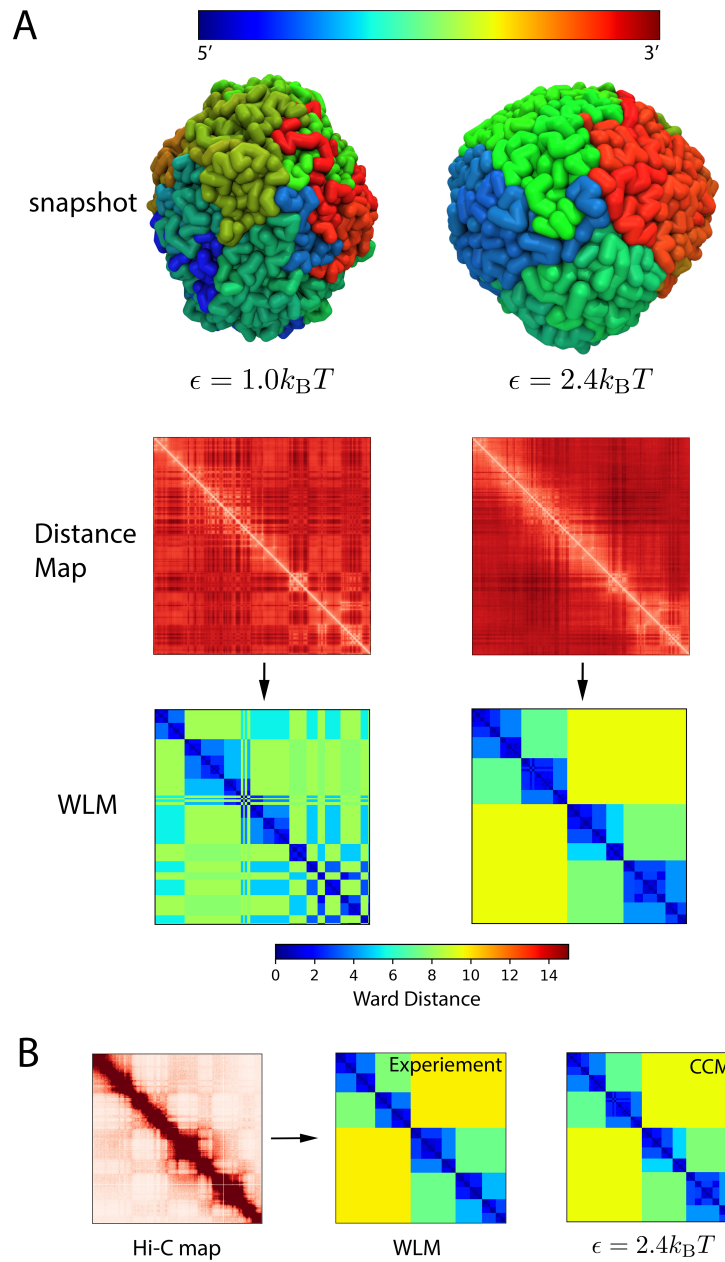 A
5′ 3′
snapshot
ϵ = 1.0k_BT ϵ = 2.4k_BT
Distance
Map
WLM
0 2 4 6 8 10 12 14
Ward Distance
B
Experiement CCM
Hi-C map WLM ϵ = 2.4k_BT